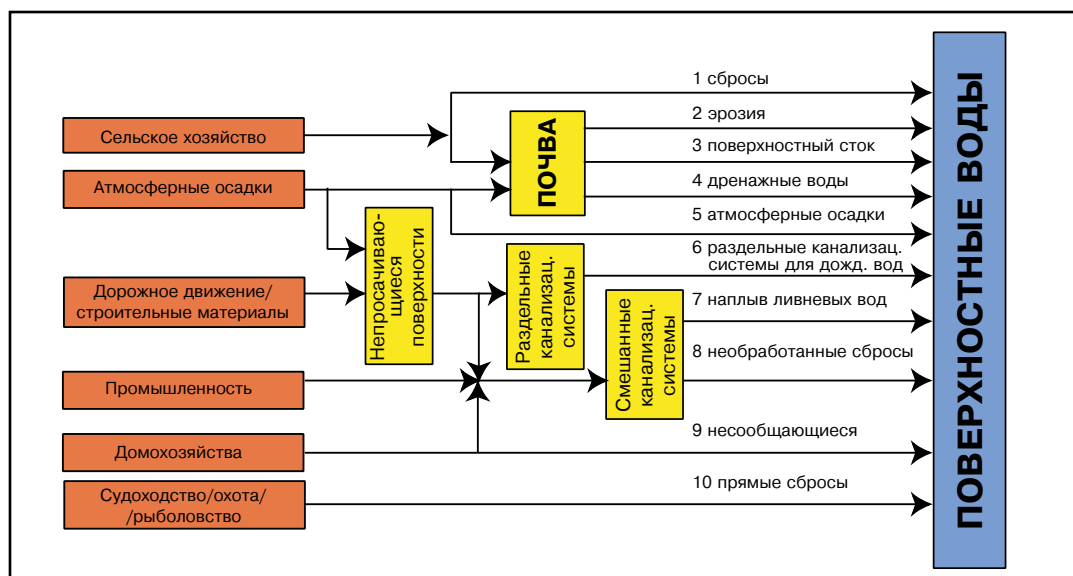 Сельское хозяйство
Атмосферные осадки
Дорожное движение/
строительные материалы
Промышленность
Домохозяйства
Судоходство/охота/
/рыболовство
Непросачиваю-
щиеся
поверхности
ПОЧВА
Раздельные
канализац.
системы
Смешанные
канализац.
системы
1 сбросы
2 эрозия
3 поверхностный сток
4 дренажные воды
5 атмосферные осадки
6 раздельные канализац.
системы для дожд. вод
7 наплыв ливневых вод
8 необработанные сбросы
9 несообщающиеся
10 прямые сбросы
ПОВЕРХНОСТНЫЕ ВОДЫ